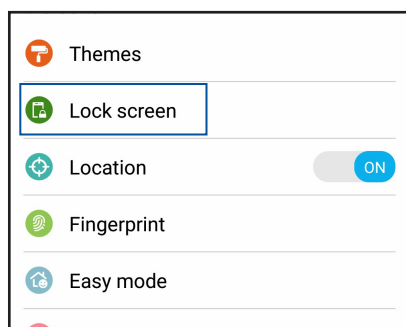 Themes
Lock screen
Location ON
Fingerprint
Easy mode